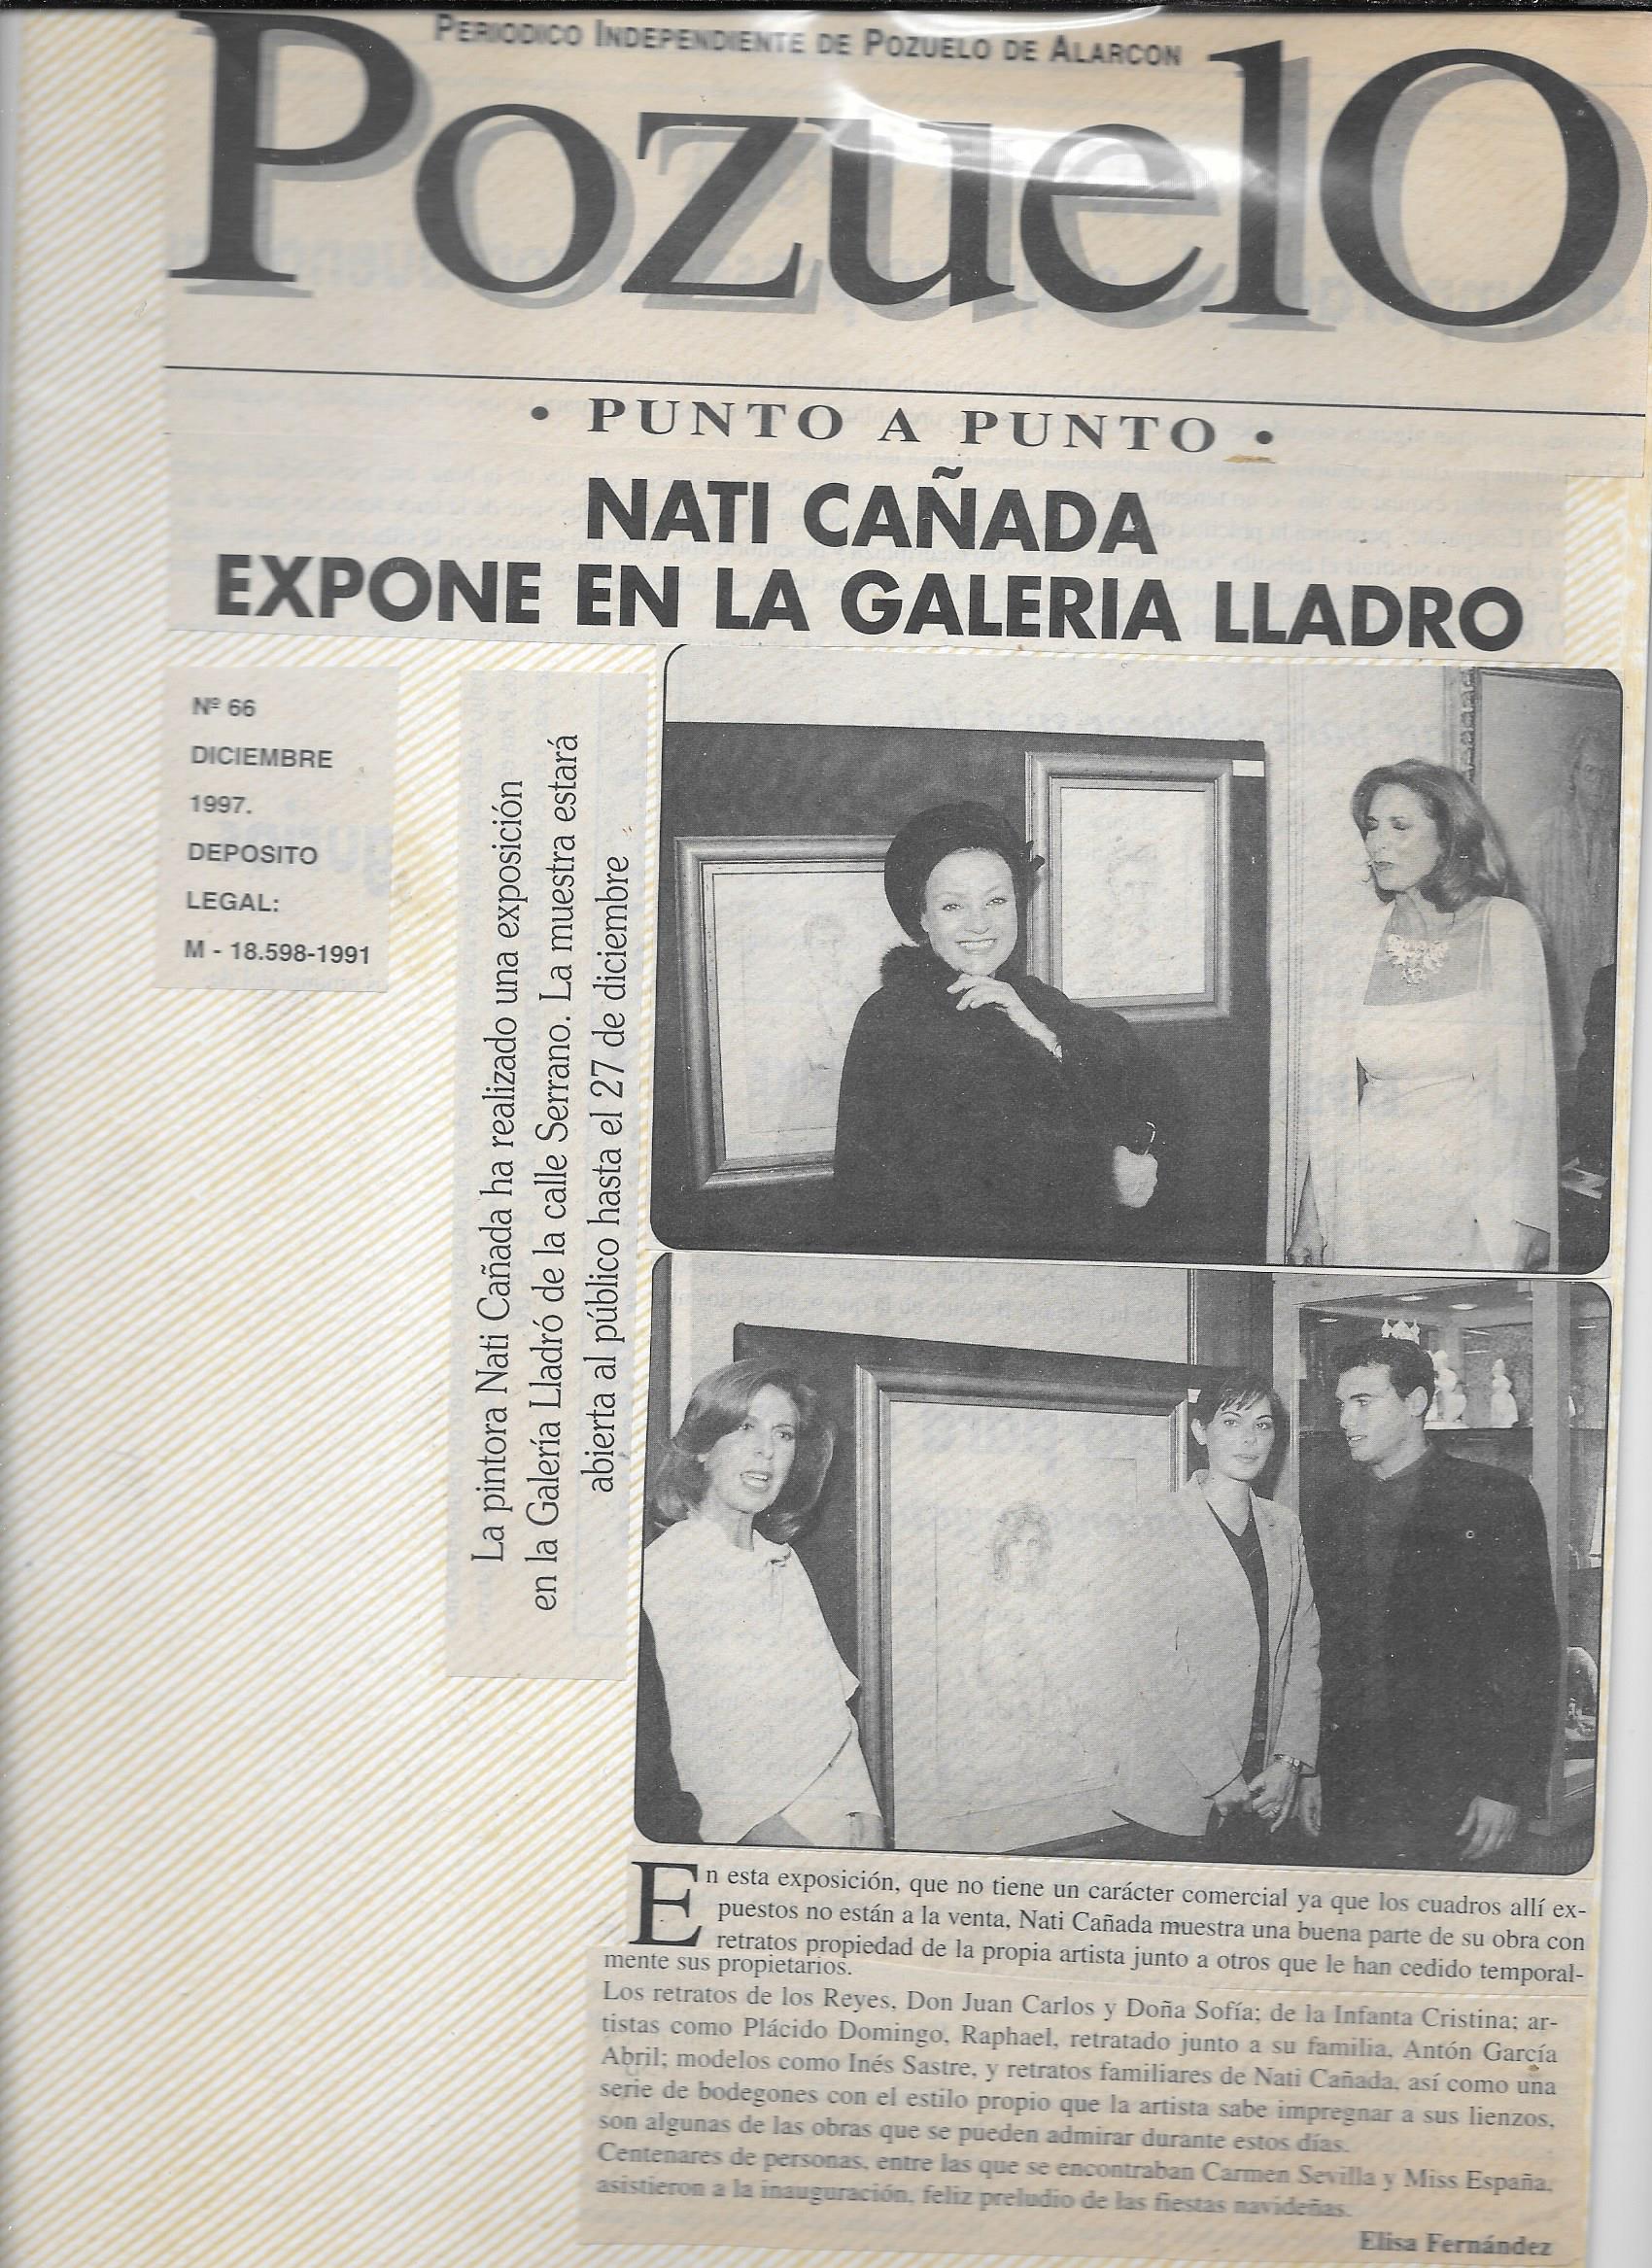 PERIODICO INDEPENDIENTE DE POZUELO DE ALARCON
PozuelO
• PUNTO A PUNTO •
NATI CAÑADA
EXPONE EN LA GALERIA LLADRO
Nº 66
DICIEMBRE
1997.
DEPOSITO
LEGAL:
M - 18.598-1991
La pintora Nati Cañada ha realizado una exposición
en la Galería Lladró de la calle Serrano. La muestra estará
abierta al público hasta el 27 de diciembre
En esta exposición, que no tiene un carácter comercial ya que los cuadros allí ex-
puestos no están a la venta, Nati Cañada muestra una buena parte de su obra con
retratos propiedad de la propia artista junto a otros que le han cedido temporal-
mente sus propietarios.
Los retratos de los Reyes, Don Juan Carlos y Doña Sofía; de la Infanta Cristina; ar-
tistas como Plácido Domingo, Raphael, retratado junto a su familia, Antón García
Abril; modelos como Inés Sastre, y retratos familiares de Nati Cañada, así como una
serie de bodegones con el estilo propio que la artista sabe impregnar a sus lienzos,
son algunas de las obras que se pueden admirar durante estos días.
Centenares de personas, entre las que se encontraban Carmen Sevilla y Miss España,
asistieron a la inauguración, feliz preludio de las fiestas navideñas.
Elisa Fernández